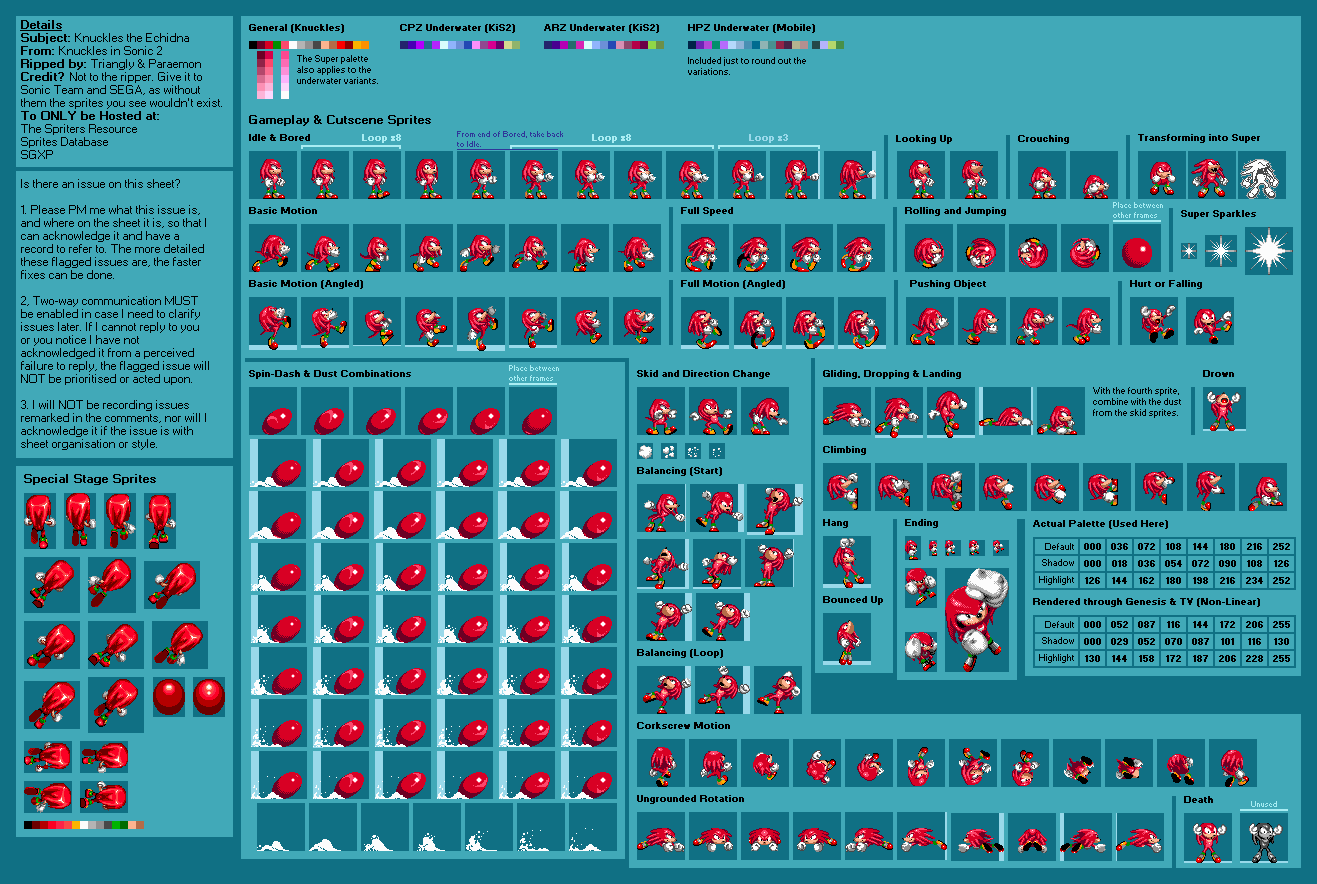 Details
Subject: Knuckles the Echidna
From: Knuckles in Sonic 2
Ripped by: Triangly & Paraemon
Credit? Not to the ripper. Give it to
Sonic Team and SEGA, as without
them the sprites you see wouldn't exist.
To ONLY be Hosted at:
The Spriters Resource
Sprites Database
SGXP
Is there an issue on this sheet?
1. Please PM me what this issue is,
and where on the sheet it is, so that I
can acknowledge it and have a
record to refer to. The more detailed
these flagged issues are, the faster
fixes can be done.
2, Two-way communication MUST
be enabled in case I need to clarify
issues later. If I cannot reply to you
or you notice I have not
acknowledged it from a perceived
failure to reply, the flagged issue will
NOT be prioritised or acted upon.
3. I will NOT be recording issues
remarked in the comments, nor will I
acknowledge it if the issue is with
sheet organisation or style.
Special Stage Sprites
General (Knuckles)
CPZ Underwater (KiS2)
ARZ Underwater (KiS2)
HPZ Underwater (Mobile)
The Super palette
also applies to the
underwater variants.
Included just to round out the
variations.
Gameplay & Cutscene Sprites
Idle & Bored
Loop x8
From end of Bored, take back
to Idle.
Loop x8
Loop x3
Looking Up
Crouching
Transforming into Super
Basic Motion
Full Speed
Rolling and Jumping
Place between
other frames
Super Sparkles
Basic Motion (Angled)
Full Motion (Angled)
Pushing Object
Hurt or Falling
Spin-Dash & Dust Combinations
Place between
other frames
Skid and Direction Change
Gliding, Dropping & Landing
With the fourth sprite,
combine with the dust
from the skid sprites.
Drown
Balancing (Start)
Climbing
Hang
Ending
Bounced Up
Balancing (Loop)
Actual Palette (Used Here)
Default 000 036 072 108 144 180 216 252
Shadow 000 018 036 054 072 090 108 126
Highlight 126 144 162 180 198 216 234 252
Rendered through Genesis & TV (Non-Linear)
Default 000 052 087 116 144 172 206 255
Shadow 000 029 052 070 087 101 116 130
Highlight 130 144 158 172 187 206 228 255
Corkscrew Motion
Ungrounded Rotation
Death
Unused